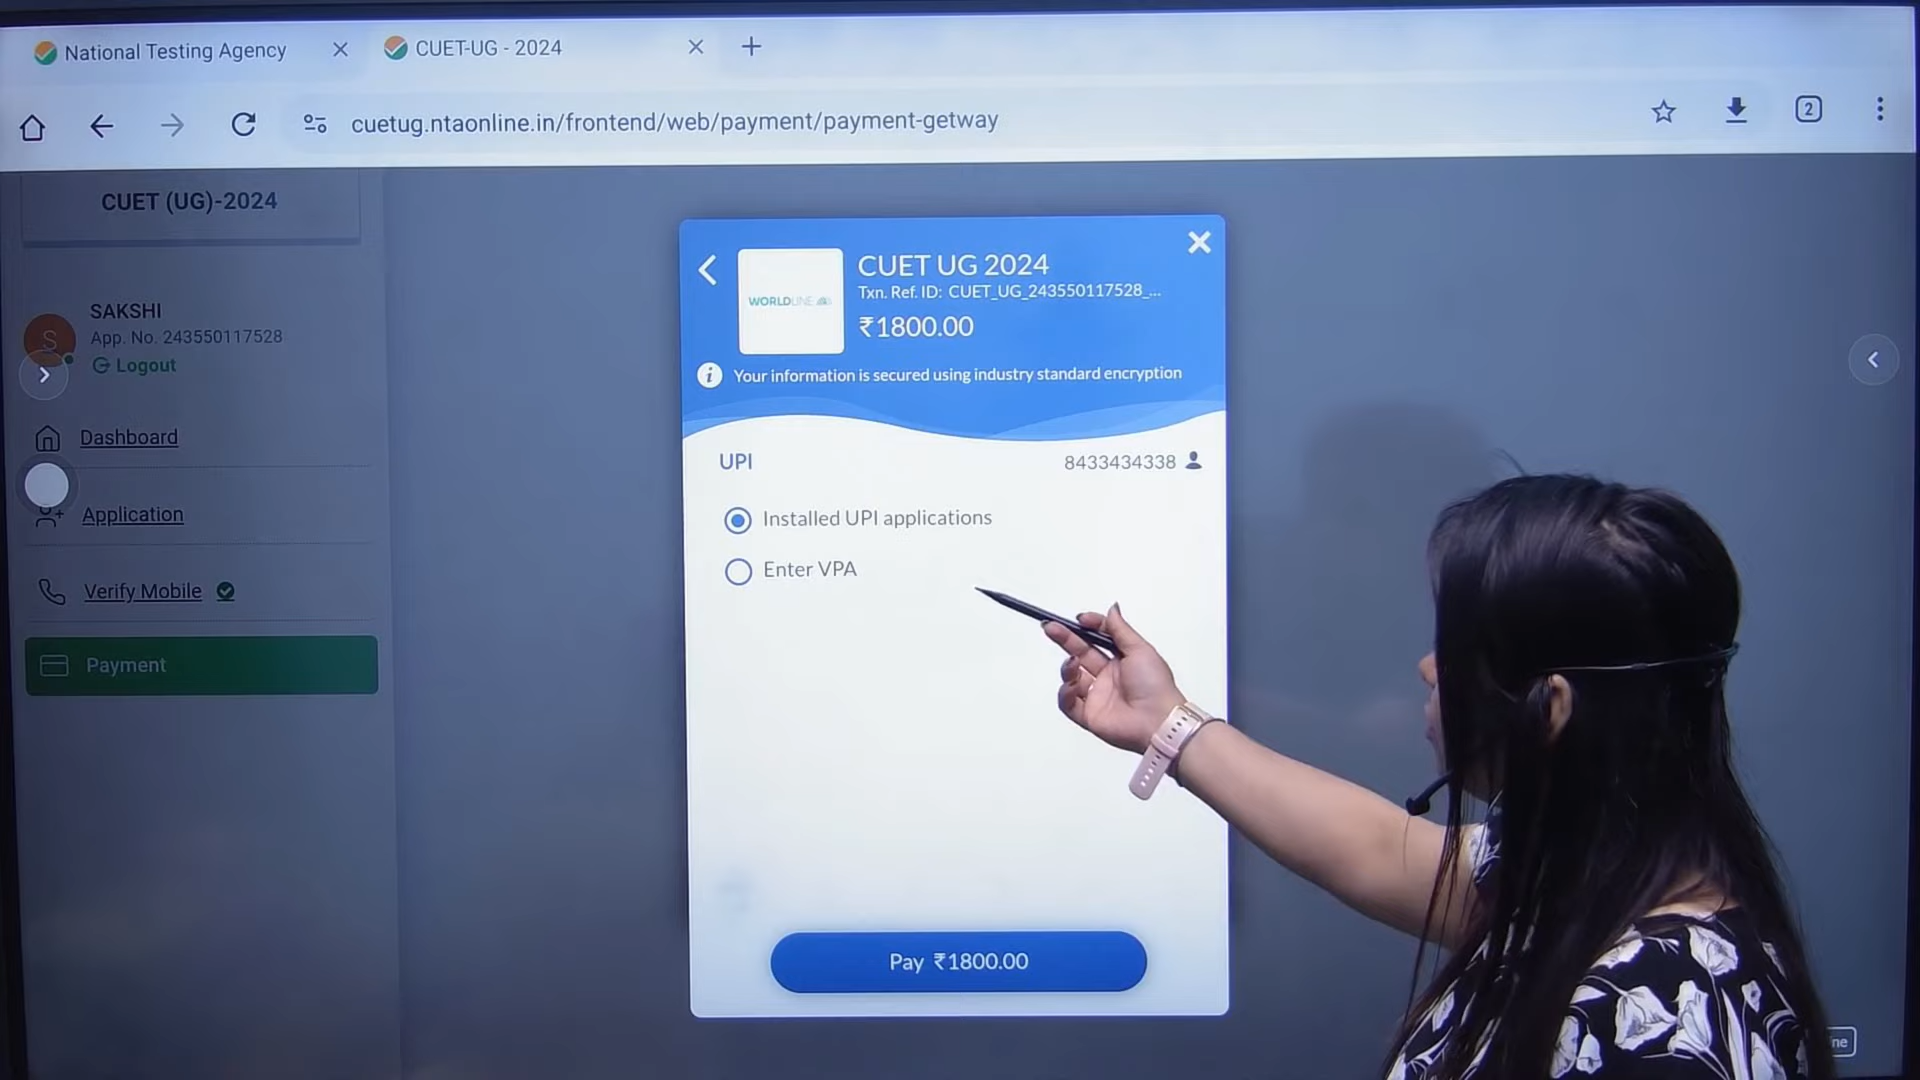 National Testing Agency
CUET-UG - 2024
cuetug.ntaonline.in/frontend/web/payment/payment-getway
2
CUET (UG)-2024
S
SAKSHI
App. No. 243550117528
Logout
Dashboard
Application
Verify Mobile
Payment
WORLDLINE
CUET UG 2024
Txn. Ref. ID: CUET_UG_243550117528_...
₹1800.00
i Your information is secured using industry standard encryption
UPI 8433434338
Installed UPI applications
Enter VPA
Pay ₹1800.00
ne